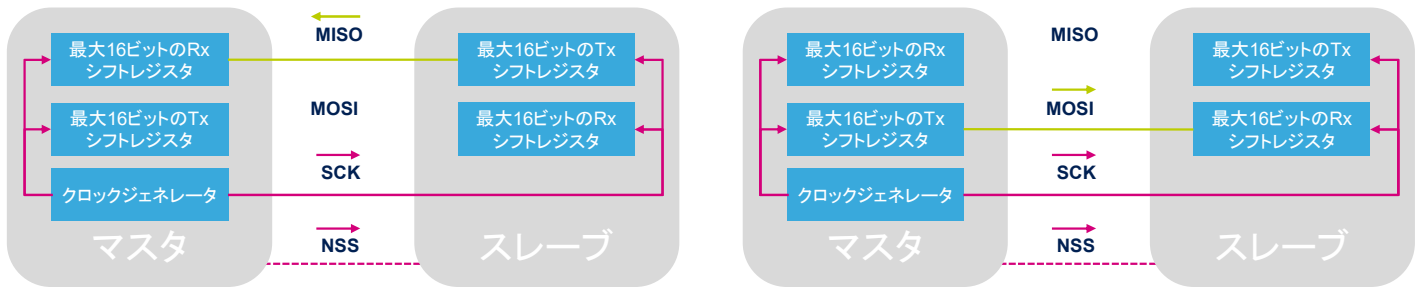 MISO
最大16ビットのRx
シフトレジスタ
最大16ビットのTx
シフトレジスタ
MOSI
最大16ビットのTx
シフトレジスタ
最大16ビットのRx
シフトレジスタ
SCK
クロックジェネレータ
マスタ
NSS
スレーブ
MISO
最大16ビットのRx
シフトレジスタ
最大16ビットのTx
シフトレジスタ
MOSI
最大16ビットのTx
シフトレジスタ
最大16ビットのRx
シフトレジスタ
SCK
クロックジェネレータ
マスタ
NSS
スレーブ